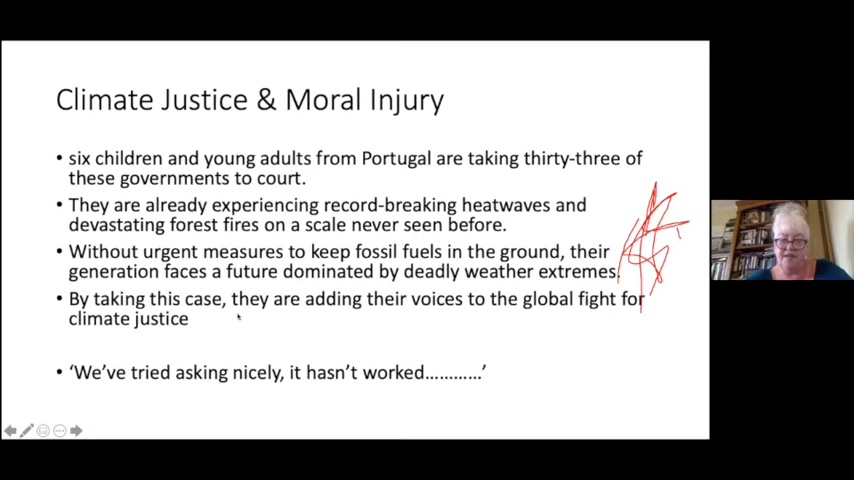 Climate Justice & Moral Injury
• six children and young adults from Portugal are taking thirty-three of
these governments to court.
• They are already experiencing record-breaking heatwaves and
devastating forest fires on a scale never seen before.
• Without urgent measures to keep fossil fuels in the ground, their
generation faces a future dominated by deadly weather extremes.
• By taking this case, they are adding their voices to the global fight for
climate justice
• ‘We’ve tried asking nicely, it hasn’t worked…………’